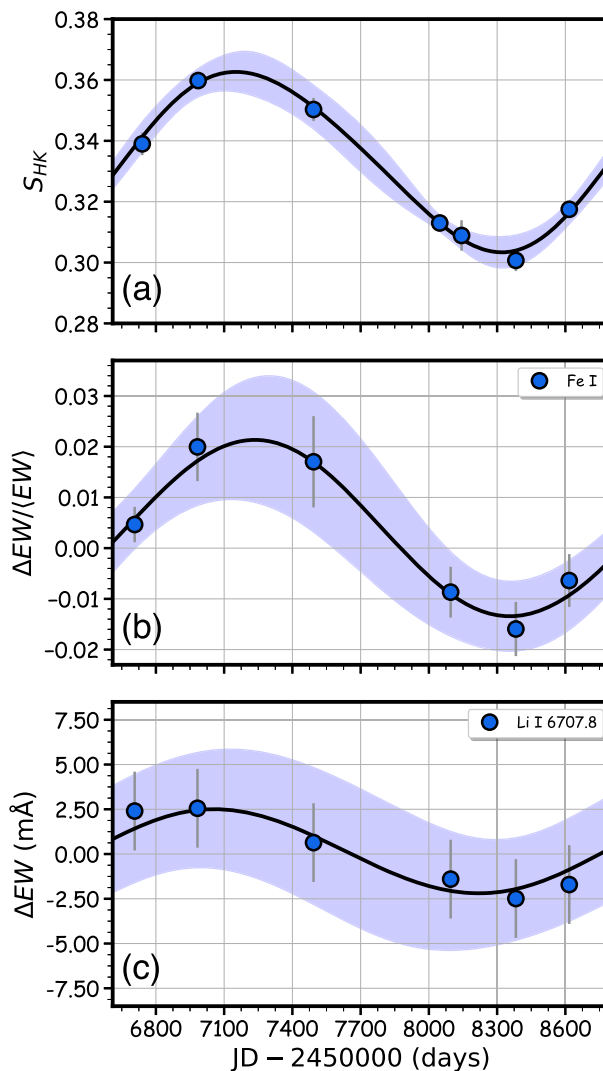 0.38
0.36
0.34
0.32
0.30
0.28
S_{HK}
(a)
0.03
0.02
0.01
0.00
-0.01
-0.02
ΔEW/⟨EW⟩
Fe I
(b)
7.50
5.00
2.50
0.00
-2.50
-5.00
-7.50
ΔEW (mÅ)
Li I 6707.8
(c)
6800 7100 7400 7700 8000 8300 8600
JD − 2450000 (days)